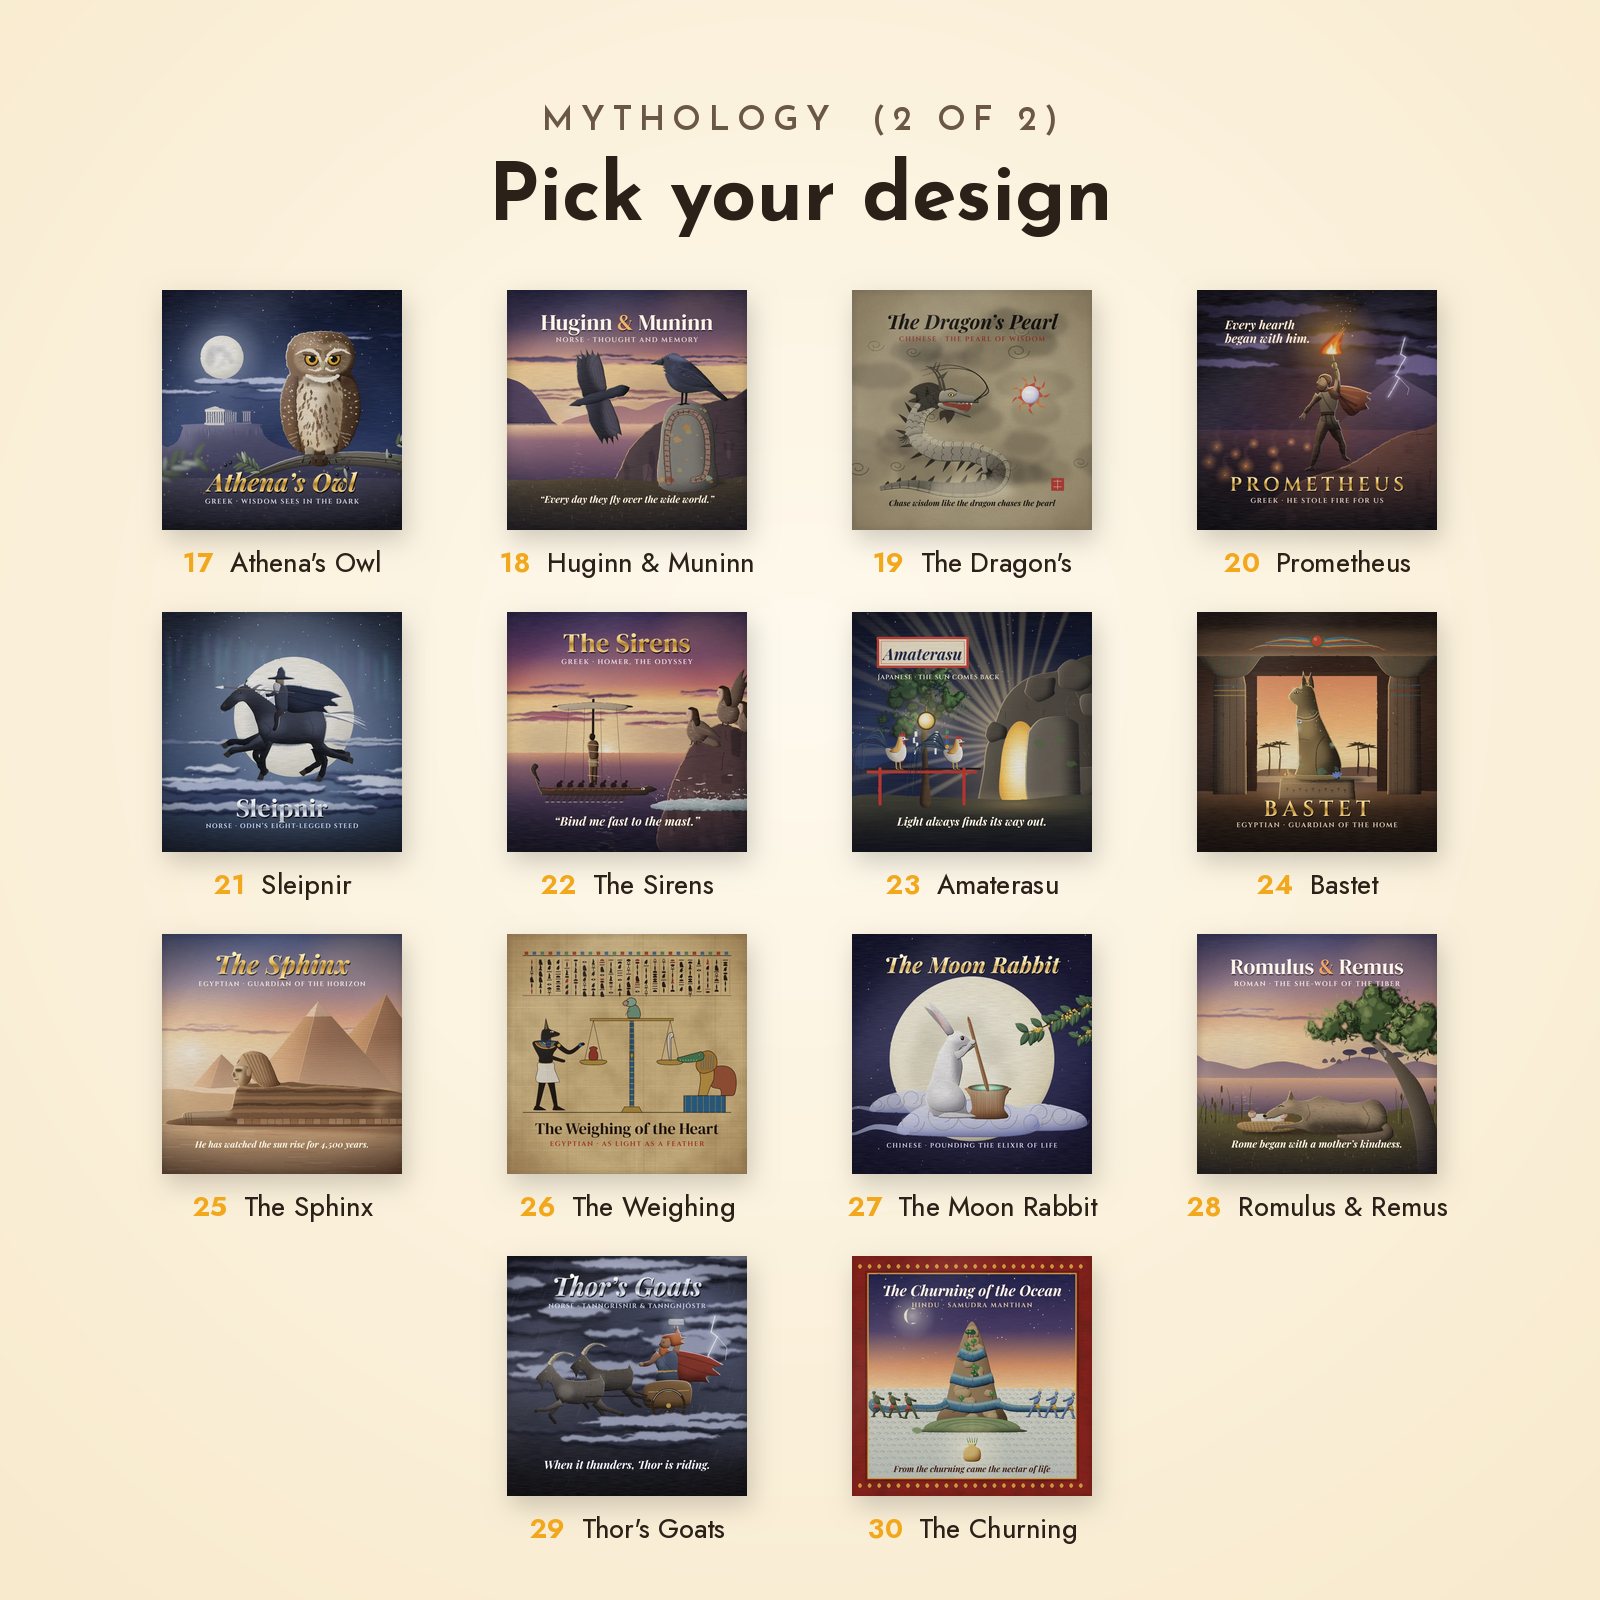 MYTHOLOGY (2 OF 2)
Pick your design
Athena's Owl
GREEK · WISDOM SEES IN THE DARK
17 Athena's Owl
Huginn & Muninn
NORSE · THOUGHT AND MEMORY
“Every day they fly over the wide world.”
18 Huginn & Muninn
The Dragon's Pearl
CHINESE · THE PEARL OF WISDOM
Chase wisdom like the dragon chases the pearl
19 The Dragon's
Every hearth
began with him.
PROMETHEUS
GREEK · HE STOLE FIRE FOR US
20 Prometheus
Sleipnir
NORSE · ODIN'S EIGHT-LEGGED STEED
21 Sleipnir
The Sirens
GREEK · HOMER, THE ODYSSEY
“Bind me fast to the mast.”
22 The Sirens
Amaterasu
JAPANESE · THE SUN COMES BACK
Light always finds its way out.
23 Amaterasu
BASTET
EGYPTIAN · GUARDIAN OF THE HOME
24 Bastet
The Sphinx
EGYPTIAN · GUARDIAN OF THE HORIZON
He has watched the sun rise for 4,500 years.
25 The Sphinx
The Weighing of the Heart
EGYPTIAN · AS LIGHT AS A FEATHER
26 The Weighing
The Moon Rabbit
CHINESE · POUNDING THE ELIXIR OF LIFE
27 The Moon Rabbit
Romulus & Remus
ROMAN · THE SHE-WOLF OF THE TIBER
Rome began with a mother's kindness.
28 Romulus & Remus
Thor's Goats
NORSE · TANNGRISNIR & TANNGNJÓSTR
When it thunders, Thor is riding.
29 Thor's Goats
The Churning of the Ocean
HINDU · SAMUDRA MANTHAN
From the churning came the nectar of life
30 The Churning